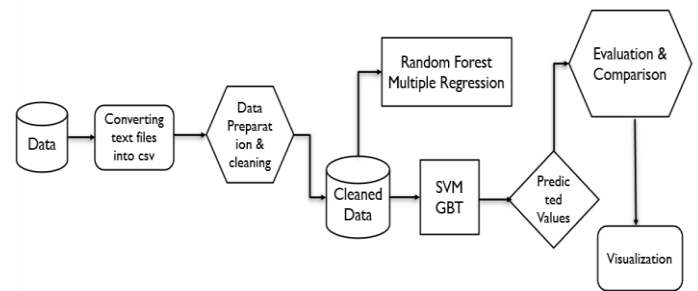 Data
Converting
text files
into csv
Data
Preparat
ion &
cleaning
Cleaned
Data
Random Forest
Multiple Regression
SVM
GBT
Predic
ted
Values
Evaluation &
Comparison
Visualization